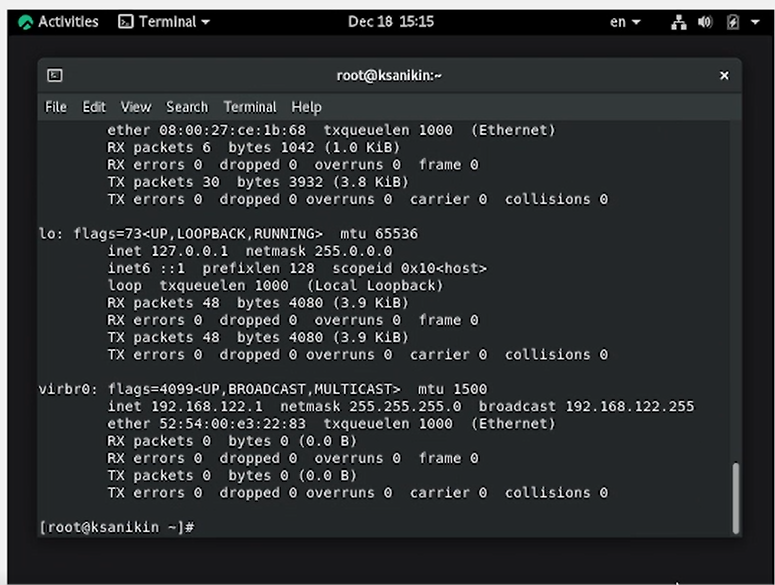 Activities Terminal Dec 18 15:15 en
root@ksanikin:~
File Edit View Search Terminal Help
ether 08:00:27:ce:1b:68 txqueuelen 1000 (Ethernet)
RX packets 6 bytes 1042 (1.0 KiB)
RX errors 0 dropped 0 overruns 0 frame 0
TX packets 30 bytes 3932 (3.8 KiB)
TX errors 0 dropped 0 overruns 0 carrier 0 collisions 0
lo: flags=73<UP,LOOPBACK,RUNNING> mtu 65536
inet 127.0.0.1 netmask 255.0.0.0
inet6 ::1 prefixlen 128 scopeid 0x10<host>
loop txqueuelen 1000 (Local Loopback)
RX packets 48 bytes 4080 (3.9 KiB)
RX errors 0 dropped 0 overruns 0 frame 0
TX packets 48 bytes 4080 (3.9 KiB)
TX errors 0 dropped 0 overruns 0 carrier 0 collisions 0
virbr0: flags=4099<UP,BROADCAST,MULTICAST> mtu 1500
inet 192.168.122.1 netmask 255.255.255.0 broadcast 192.168.122.255
ether 52:54:00:e3:22:83 txqueuelen 1000 (Ethernet)
RX packets 0 bytes 0 (0.0 B)
RX errors 0 dropped 0 overruns 0 frame 0
TX packets 0 bytes 0 (0.0 B)
TX errors 0 dropped 0 overruns 0 carrier 0 collisions 0
[root@ksanikin ~]#